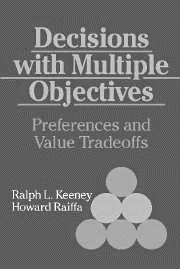 Decisions
with Multiple
Objectives
Preferences and
Value Tradeoffs
Ralph L. Keeney
Howard Raiffa